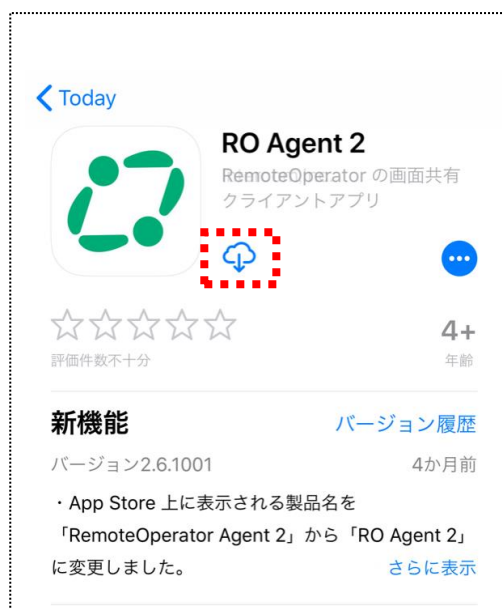 Today
RO Agent 2
RemoteOperator の画面共有
クライアントアプリ
4+
評価件数不十分
年齢
新機能
バージョン履歴
バージョン2.6.1001
4か月前
・App Store 上に表示される製品名を
「RemoteOperator Agent 2」から「RO Agent 2」
に変更しました。
さらに表示